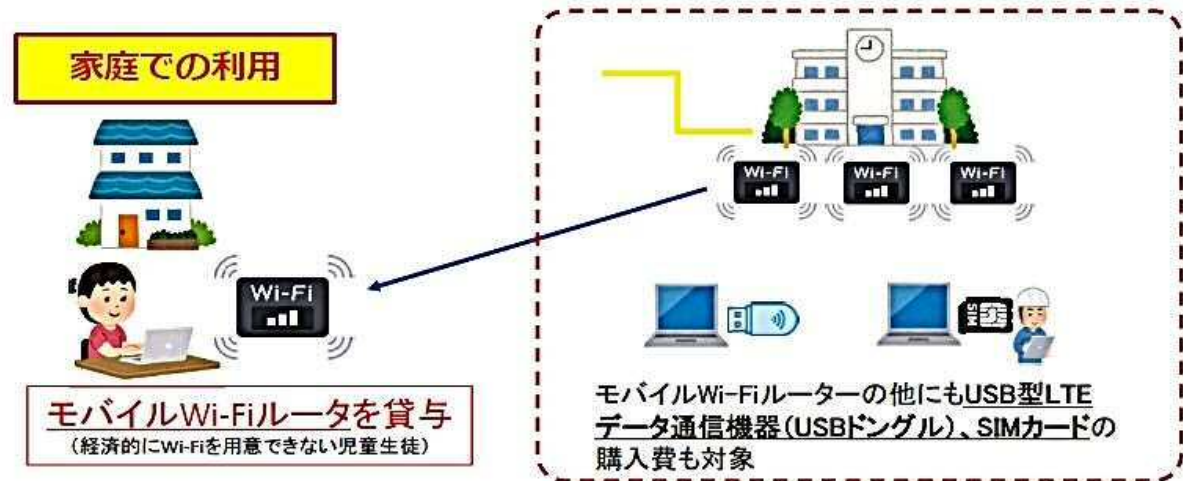 家庭での利用
Wi-Fi
Wi-Fi
Wi-Fi
Wi-Fi
SIM
モバイルWi-Fiルータを貸与
(経済的にWi-Fiを用意できない児童生徒)
モバイルWi-Fiルーターの他にもUSB型LTE
データ通信機器(USBドングル)、SIMカードの
購入費も対象